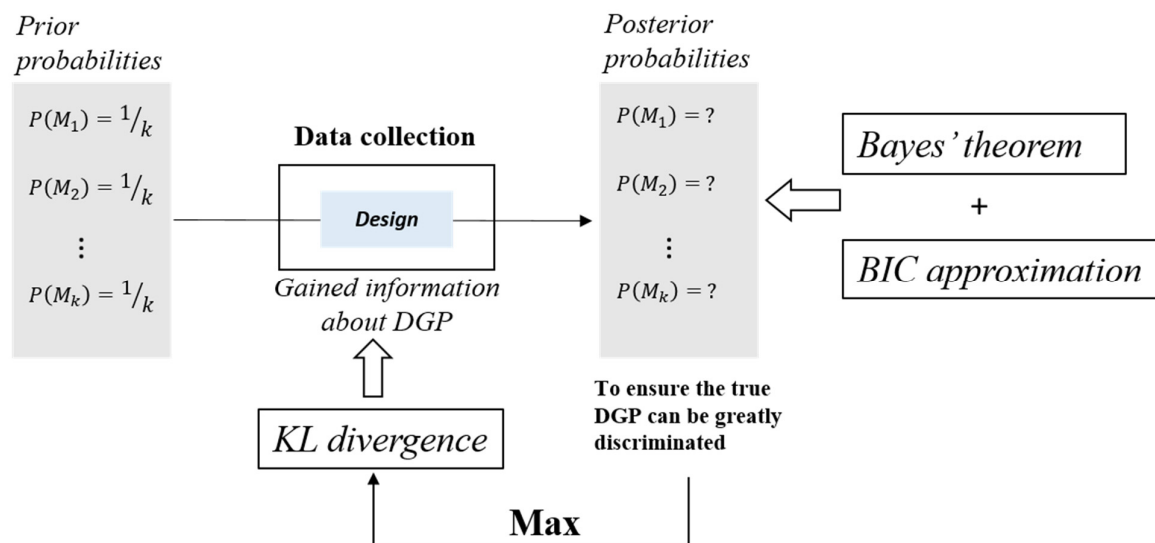 Prior
probabilities
P(M₁) = 1/k
P(M₂) = 1/k
⋮
P(Mₖ) = 1/k
Data collection
Design
Gained information
about DGP
KL divergence
Posterior
probabilities
P(M₁) = ?
P(M₂) = ?
⋮
P(Mₖ) = ?
To ensure the true
DGP can be greatly
discriminated
Bayes’ theorem
+
BIC approximation
Max